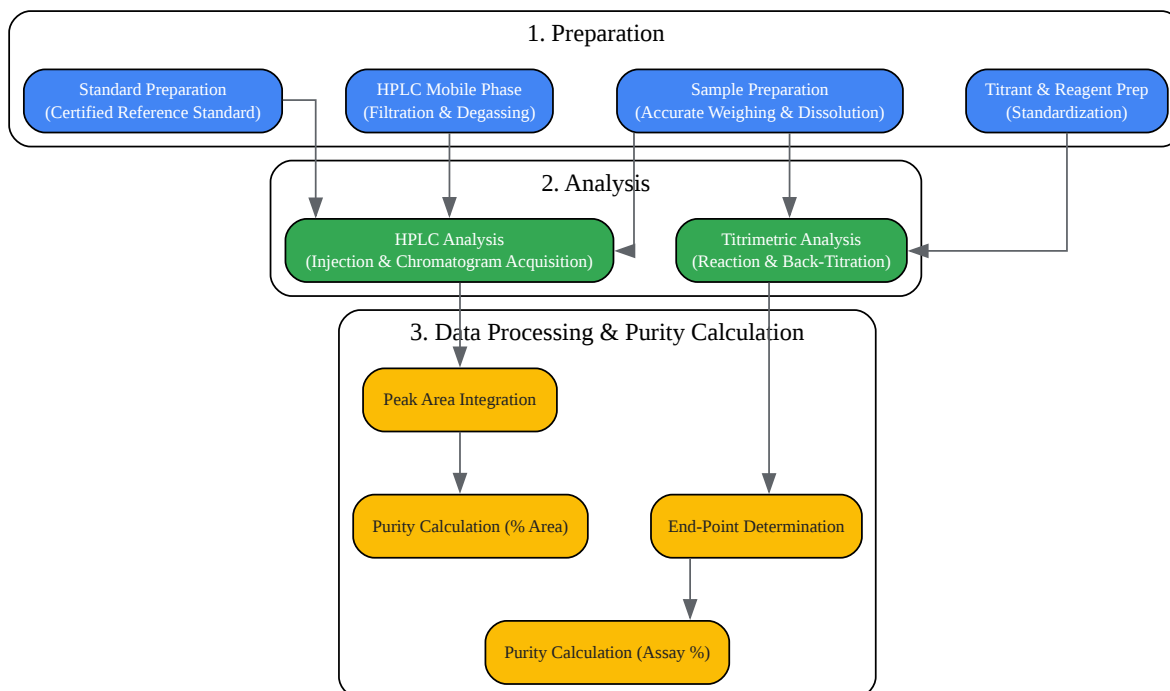 1. Preparation
Standard Preparation
(Certified Reference Standard)
HPLC Mobile Phase
(Filtration & Degassing)
Sample Preparation
(Accurate Weighing & Dissolution)
Titrant & Reagent Prep
(Standardization)
2. Analysis
HPLC Analysis
(Injection & Chromatogram Acquisition)
Titrimetric Analysis
(Reaction & Back-Titration)
3. Data Processing & Purity Calculation
Peak Area Integration
Purity Calculation (% Area)
End-Point Determination
Purity Calculation (Assay %)